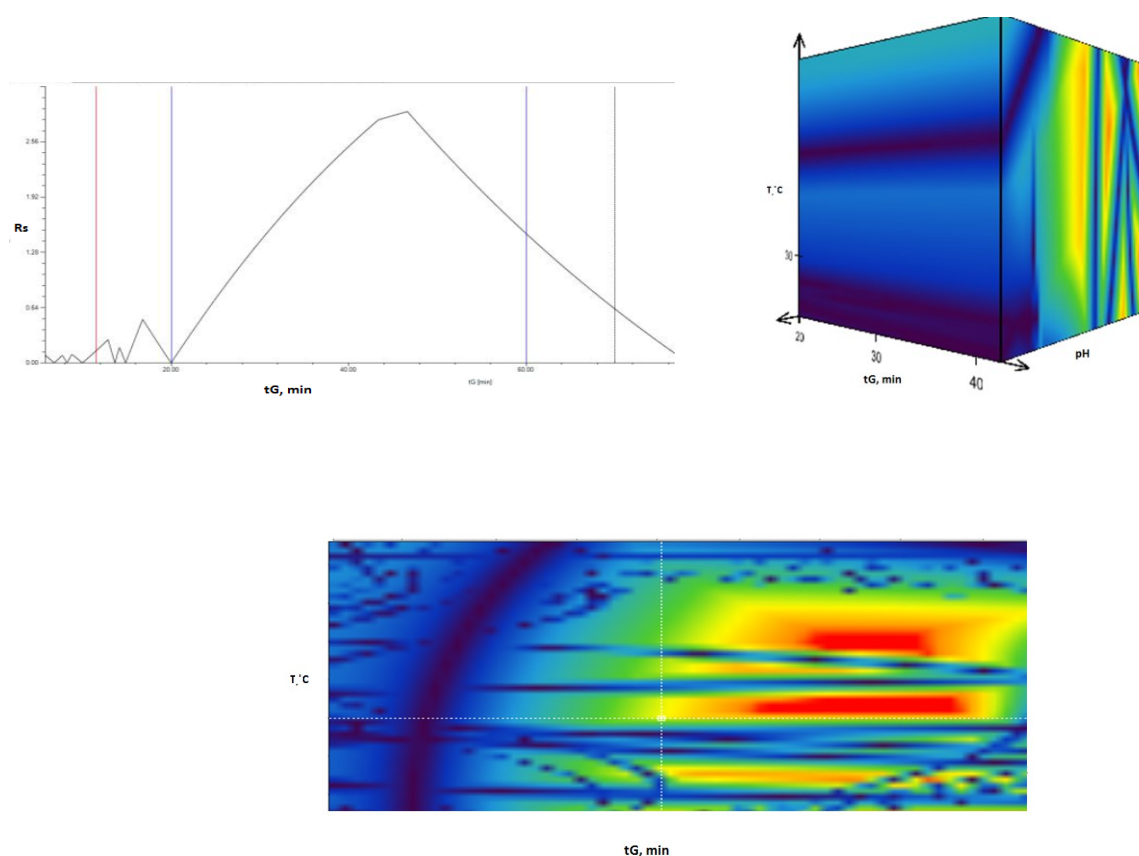 2.56
1.92
Rs
1.28
0.64
0.00
20.00
40.00
60.00
tG [min]
tG, min
T,°C
30
20
30
40
tG, min
pH
T,°C
tG, min